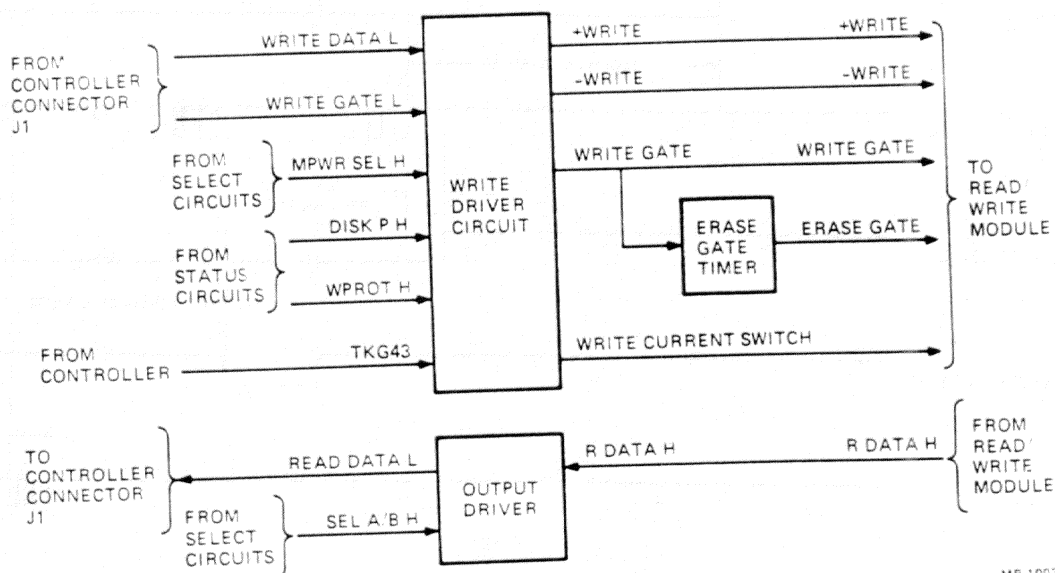 FROM
CONTROLLER
CONNECTOR
J1
WRITE DATA L
WRITE GATE L
FROM
SELECT
CIRCUITS
MPWR SEL H
FROM
STATUS
CIRCUITS
DISK P H
WPROT H
FROM
CONTROLLER
TKG43
WRITE
DRIVER
CIRCUIT
+WRITE +WRITE
-WRITE -WRITE
WRITE GATE WRITE GATE
ERASE
GATE
TIMER
ERASE GATE
WRITE CURRENT SWITCH
TO
READ/
WRITE
MODULE
TO
CONTROLLER
CONNECTOR
J1
READ DATA L
FROM
SELECT
CIRCUITS
SEL A/B H
OUTPUT
DRIVER
R DATA H R DATA H
FROM
READ/
WRITE
MODULE